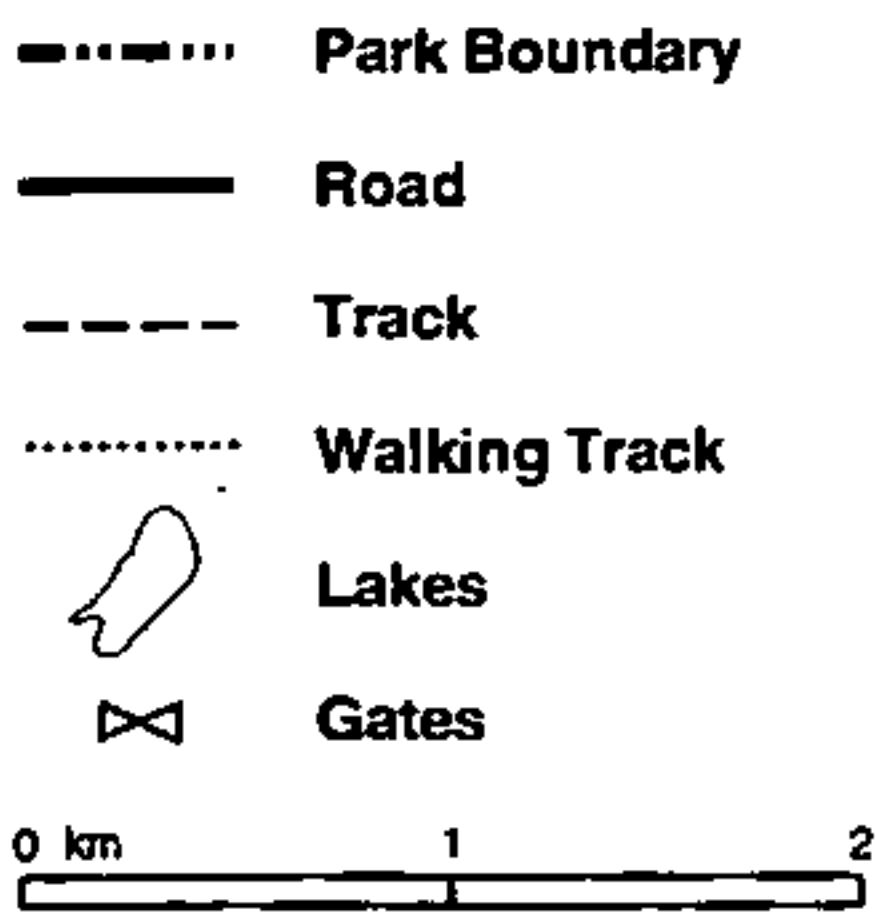 Park Boundary
Road
Track
Walking Track
Lakes
Gates
0 km 1 2